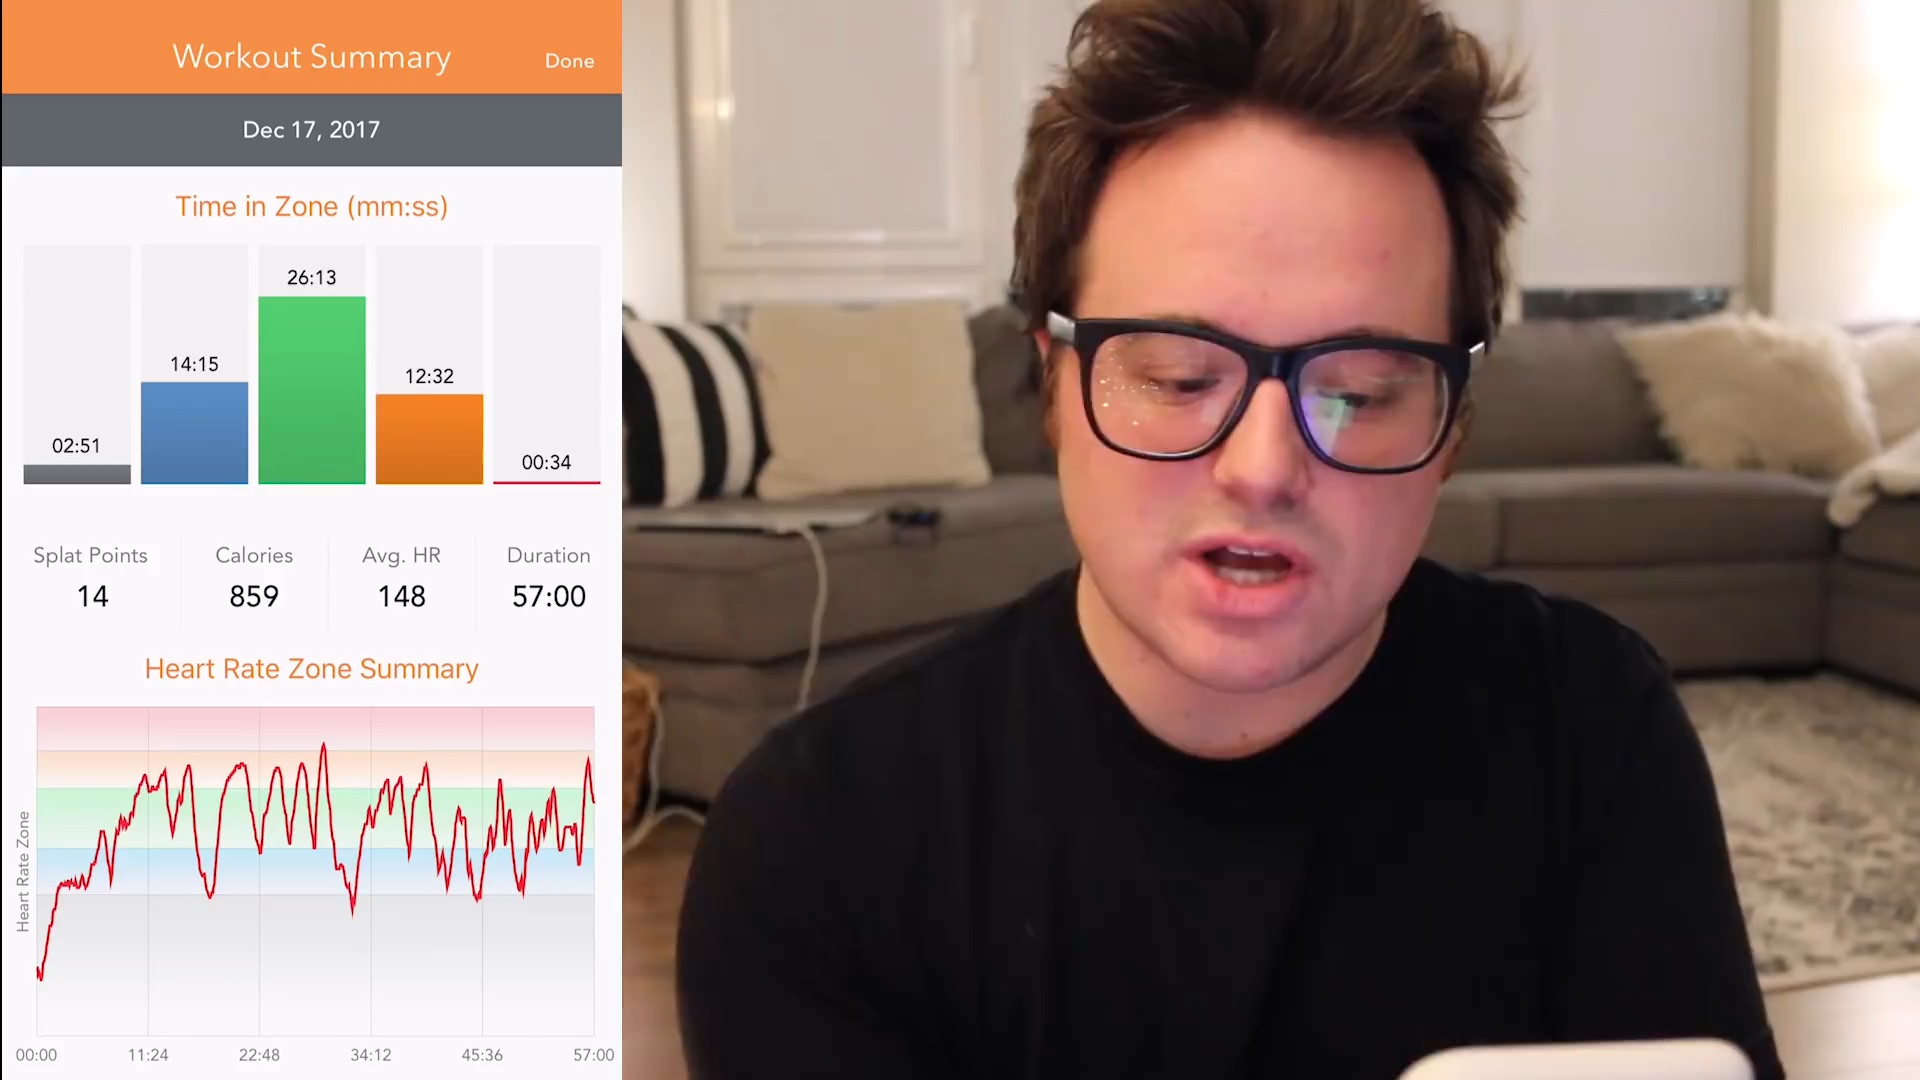 Workout Summary
Done
Dec 17, 2017
Time in Zone (mm:ss)
02:51
14:15
26:13
12:32
00:34
Splat Points
Calories
Avg. HR
Duration
14
859
148
57:00
Heart Rate Zone Summary
Heart Rate Zone
00:00
11:24
22:48
34:12
45:36
57:00